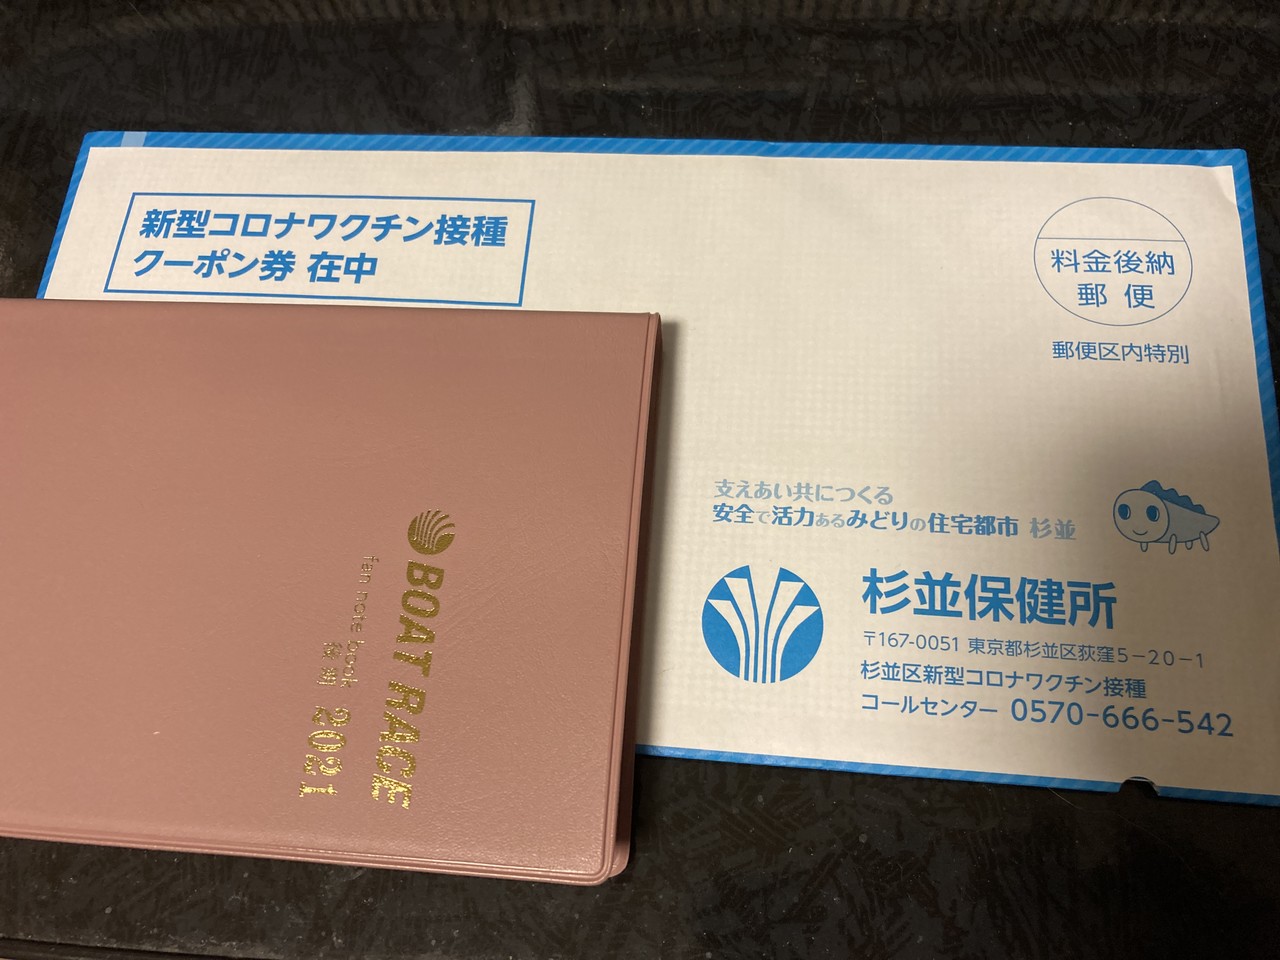 新型コロナワクチン接種
クーポン券 在中
料金後納
郵便
郵便区内特別
支えあい共につくる
安全で活力あるみどりの住宅都市 杉並
杉並保健所
〒167-0051 東京都杉並区荻窪5-20-1
杉並区新型コロナワクチン接種
コールセンター 0570-666-542
BOAT RACE
fan note book 2021
2021